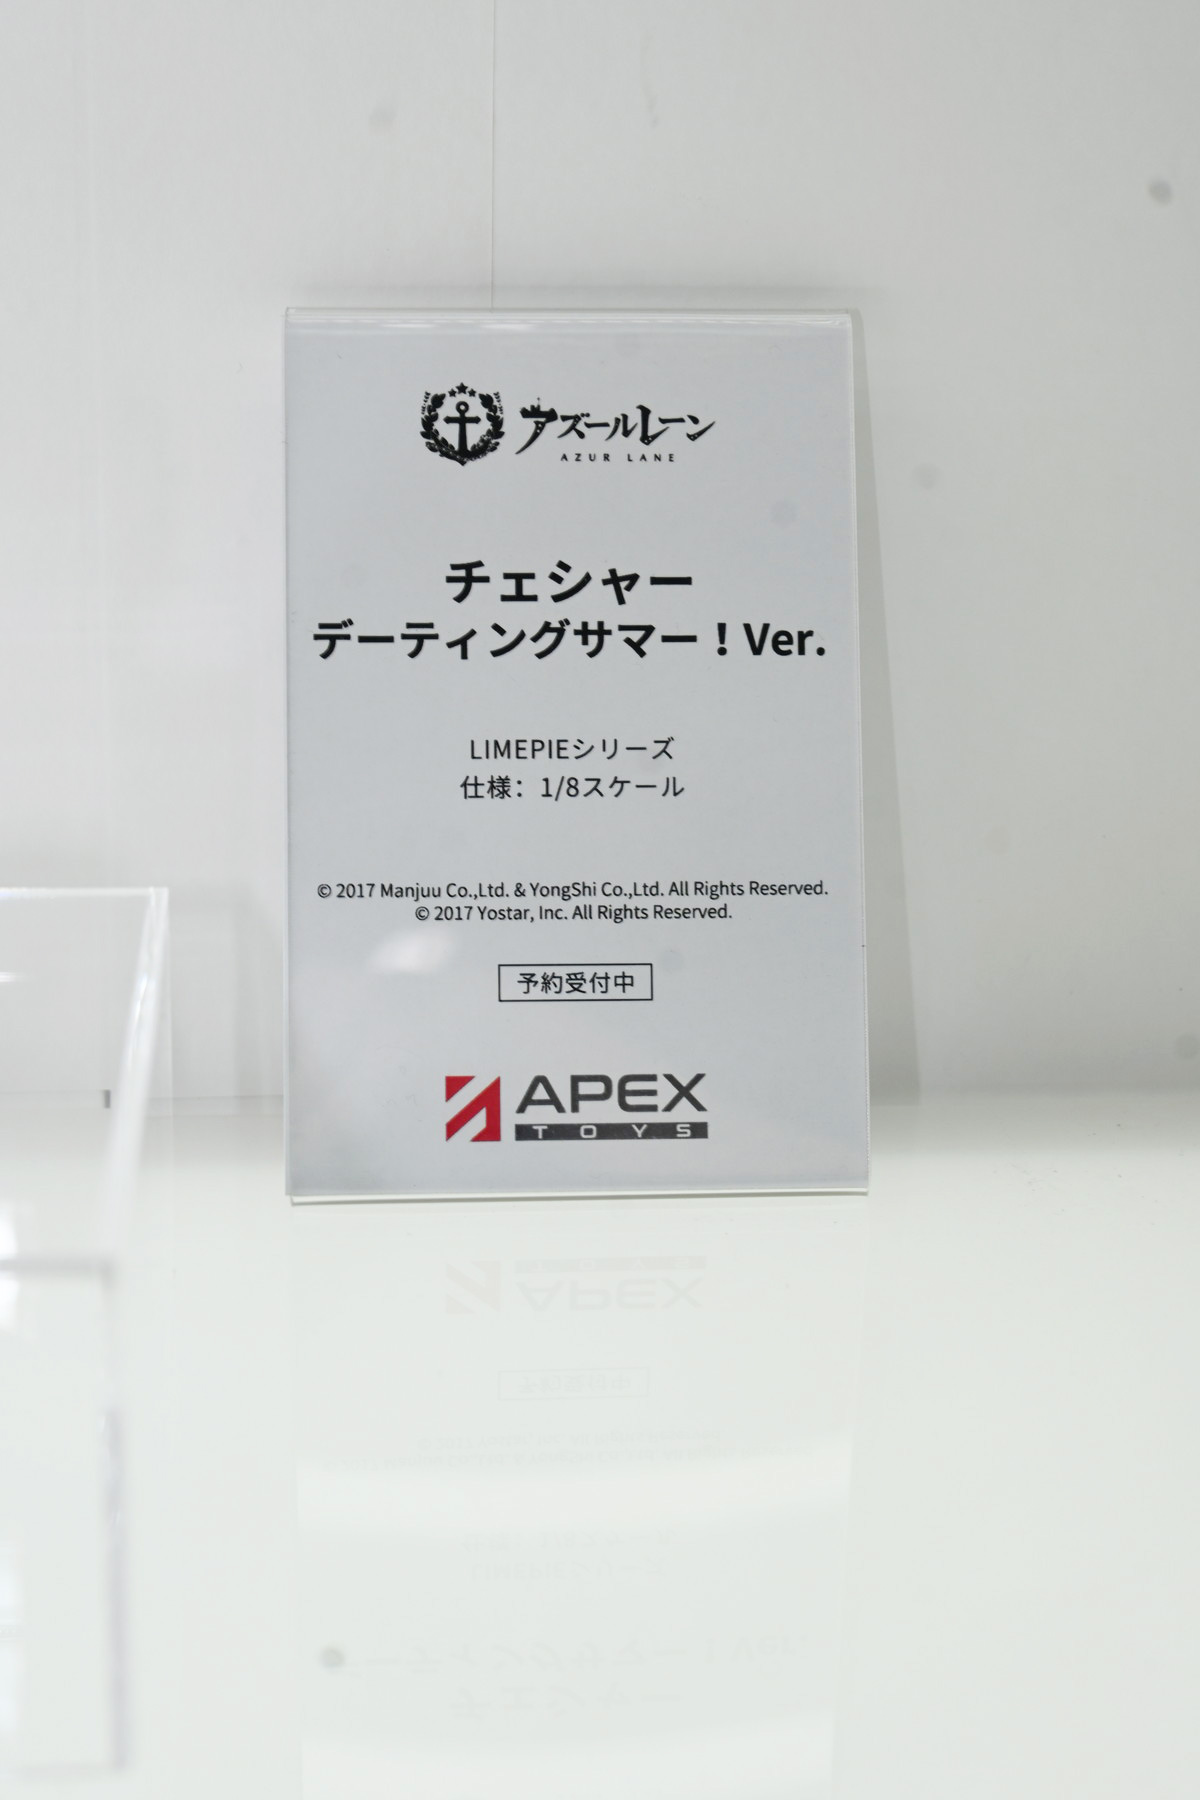 アズールレーン
AZUR LANE
チェシャー
デーティングサマー！Ver.
LIMEPIEシリーズ
仕様：1/8スケール
© 2017 Manjuu Co.,Ltd. & YongShi Co.,Ltd. All Rights Reserved.
© 2017 Yostar, Inc. All Rights Reserved.
予約受付中
APEX
TOYS